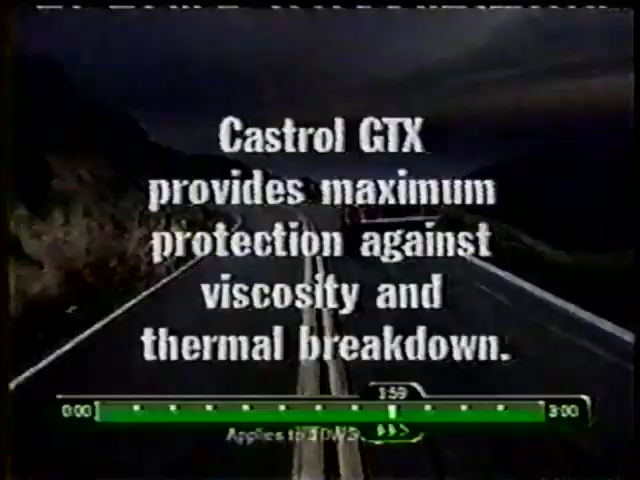 Castrol GTX
provides maximum
protection against
viscosity and
thermal breakdown.
1:59
0:00
3:00
Applies to